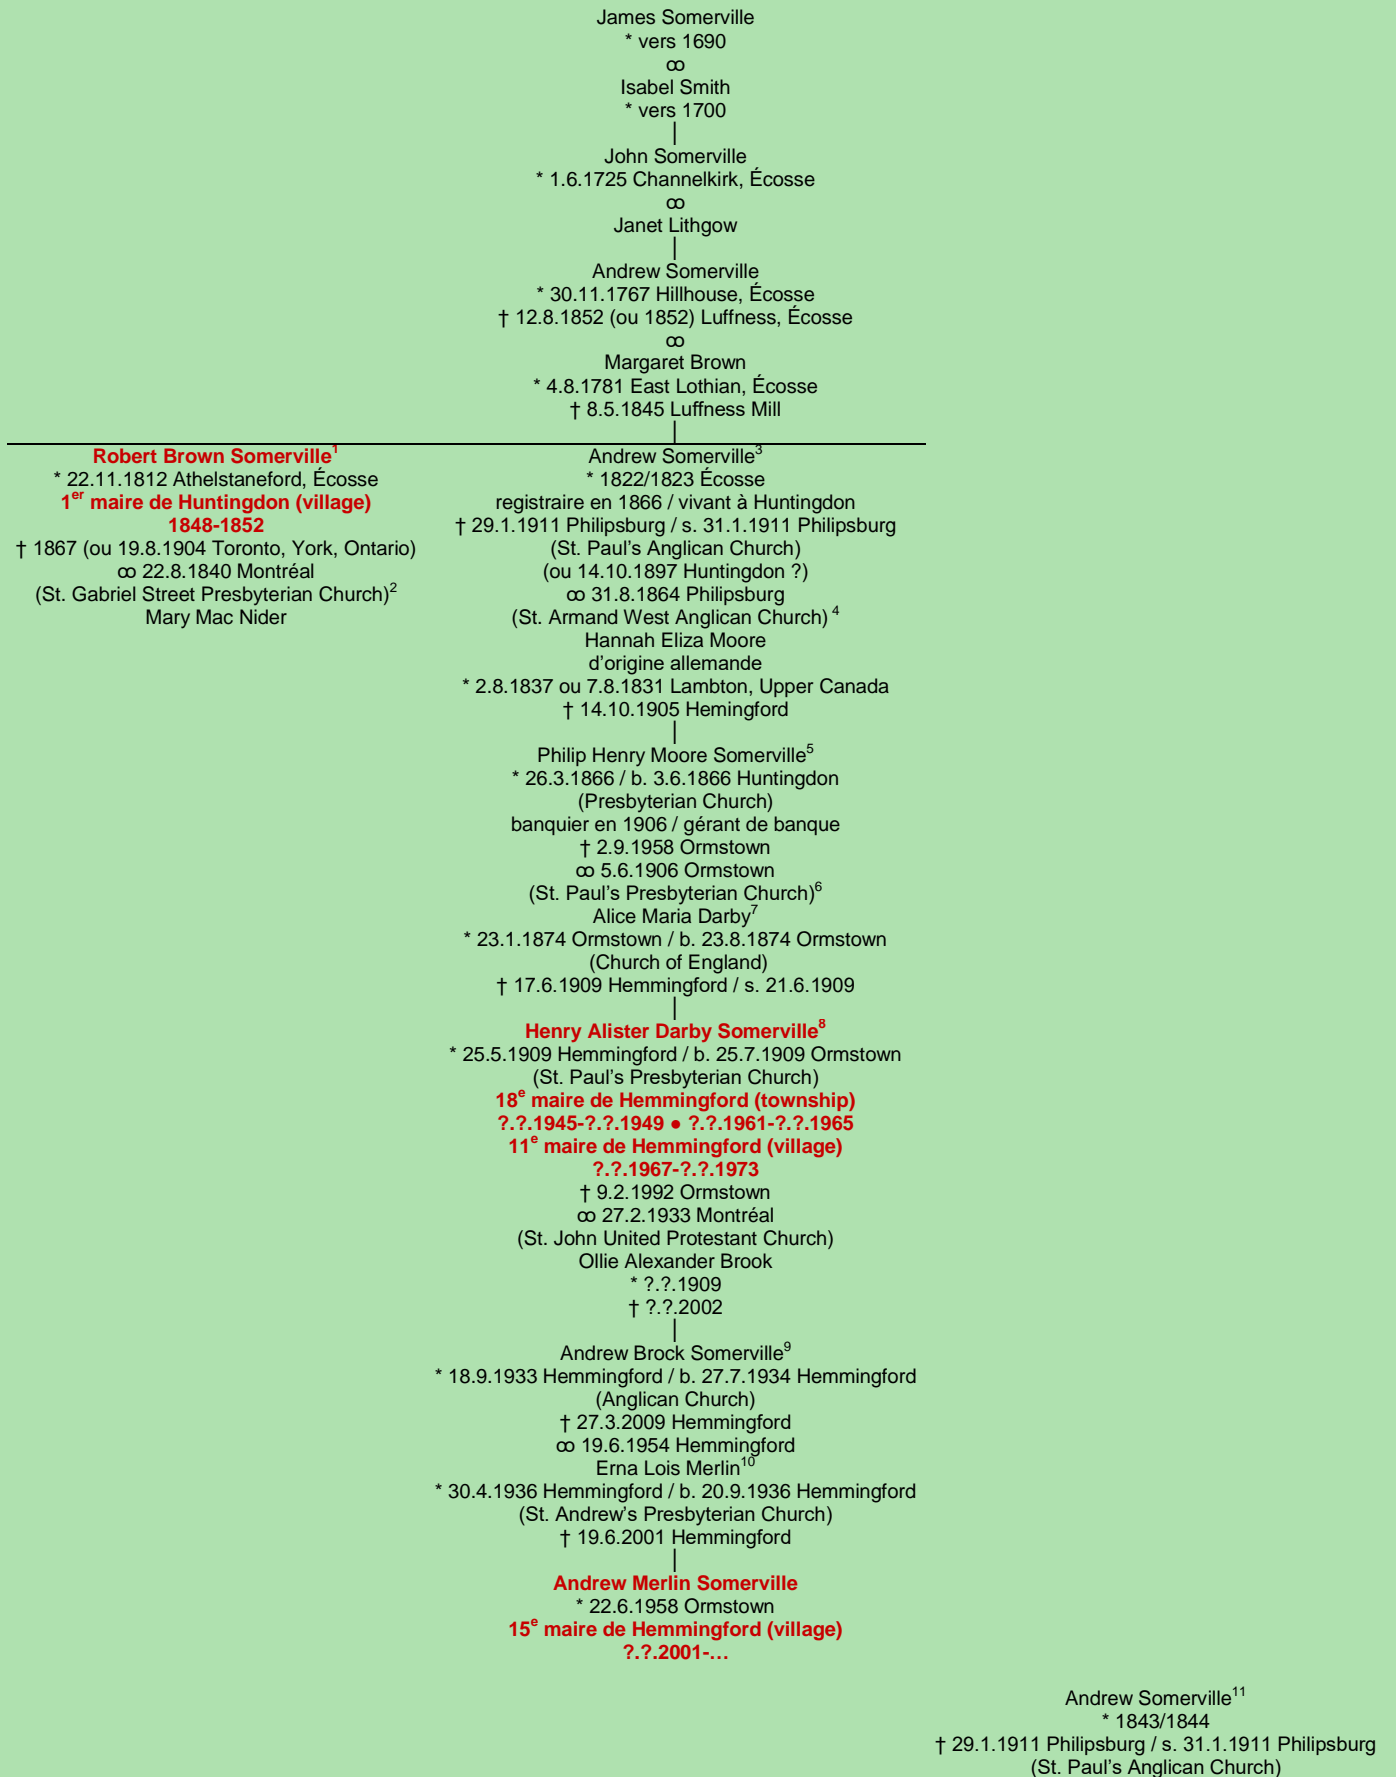 James Somerville
* vers 1690
ꝏ
Isabel Smith
* vers 1700
John Somerville
* 1.6.1725 Channelkirk, Écosse
ꝏ
Janet Lithgow
Andrew Somerville
* 30.11.1767 Hillhouse, Écosse
† 12.8.1852 (ou 1852) Luffness, Écosse
ꝏ
Margaret Brown
* 4.8.1781 East Lothian, Écosse
† 8.5.1845 Luffness Mill
Robert Brown Somerville¹
* 22.11.1812 Athelstaneford, Écosse
1er maire de Huntingdon (village)
1848-1852
† 1867 (ou 19.8.1904 Toronto, York, Ontario)
ꝏ 22.8.1840 Montréal
(St. Gabriel Street Presbyterian Church)²
Mary Mac Nider
Andrew Somerville³
* 1822/1823 Écosse
registraire en 1866 / vivant à Huntingdon
† 29.1.1911 Philipsburg / s. 31.1.1911 Philipsburg
(St. Paul's Anglican Church)
(ou 14.10.1897 Huntingdon ?)
ꝏ 31.8.1864 Philipsburg
(St. Armand West Anglican Church) ⁴
Hannah Eliza Moore
d'origine allemande
* 2.8.1837 ou 7.8.1831 Lambton, Upper Canada
† 14.10.1905 Hemingford
Philip Henry Moore Somerville⁵
* 26.3.1866 / b. 3.6.1866 Huntingdon
(Presbyterian Church)
banquier en 1906 / gérant de banque
† 2.9.1958 Ormstown
ꝏ 5.6.1906 Ormstown
(St. Paul's Presbyterian Church)⁶
Alice Maria Darby⁷
* 23.1.1874 Ormstown / b. 23.8.1874 Ormstown
(Church of England)
† 17.6.1909 Hemmingford / s. 21.6.1909
Henry Alister Darby Somerville⁸
* 25.5.1909 Hemmingford / b. 25.7.1909 Ormstown
(St. Paul's Presbyterian Church)
18e maire de Hemmingford (township)
?.?.1945-?.?.1949 ● ?.?.1961-?.?.1965
11e maire de Hemmingford (village)
?.?.1967-?.?.1973
† 9.2.1992 Ormstown
ꝏ 27.2.1933 Montréal
(St. John United Protestant Church)
Ollie Alexander Brook
* ?.?.1909
† ?.?.2002
Andrew Brock Somerville⁹
* 18.9.1933 Hemmingford / b. 27.7.1934 Hemmingford
(Anglican Church)
† 27.3.2009 Hemmingford
ꝏ 19.6.1954 Hemmingford
Erna Lois Merlin¹⁰
* 30.4.1936 Hemmingford / b. 20.9.1936 Hemmingford
(St. Andrew's Presbyterian Church)
† 19.6.2001 Hemmingford
Andrew Merlin Somerville
* 22.6.1958 Ormstown
15e maire de Hemmingford (village)
?.?.2001-…
Andrew Somerville¹¹
* 1843/1844
† 29.1.1911 Philipsburg / s. 31.1.1911 Philipsburg
(St. Paul's Anglican Church)